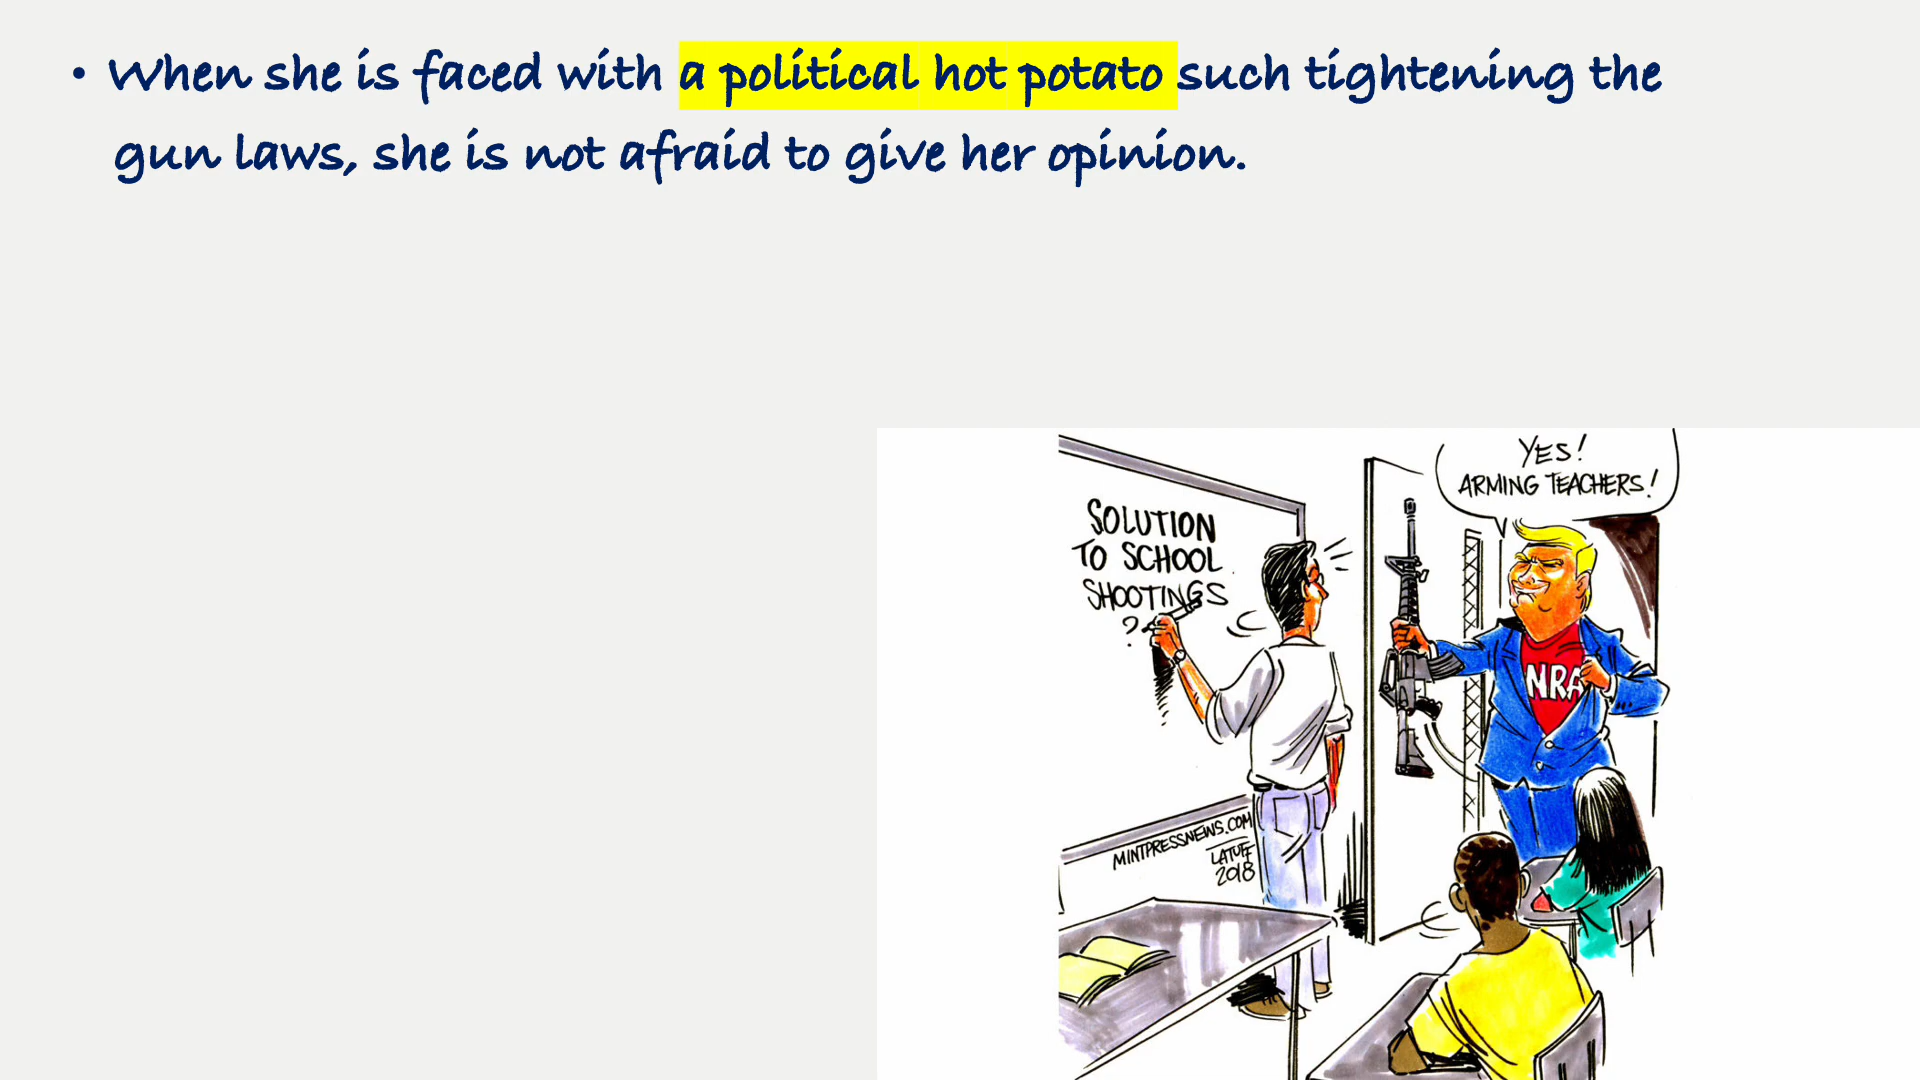 • When she is faced with a political hot potato such tightening the
gun laws, she is not afraid to give her opinion.
YES!
ARMING TEACHERS!
SOLUTION
TO SCHOOL
SHOOTINGS
?
NRA
MINTPRESSNEWS.COM
LATUFF
2018